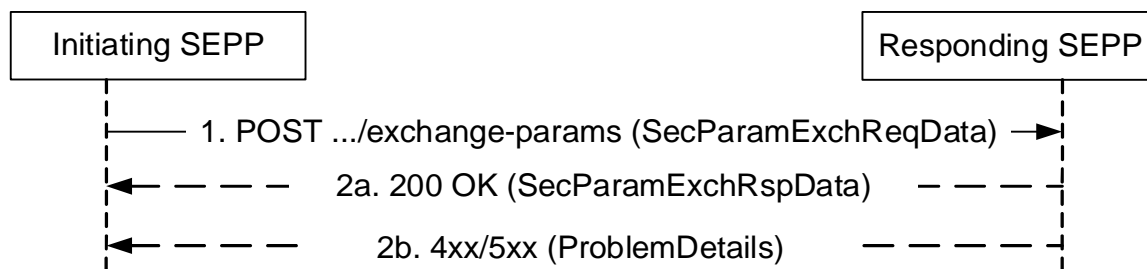 Initiating SEPP
Responding SEPP
1. POST .../exchange-params (SecParamExchReqData)
2a. 200 OK (SecParamExchRspData)
2b. 4xx/5xx (ProblemDetails)